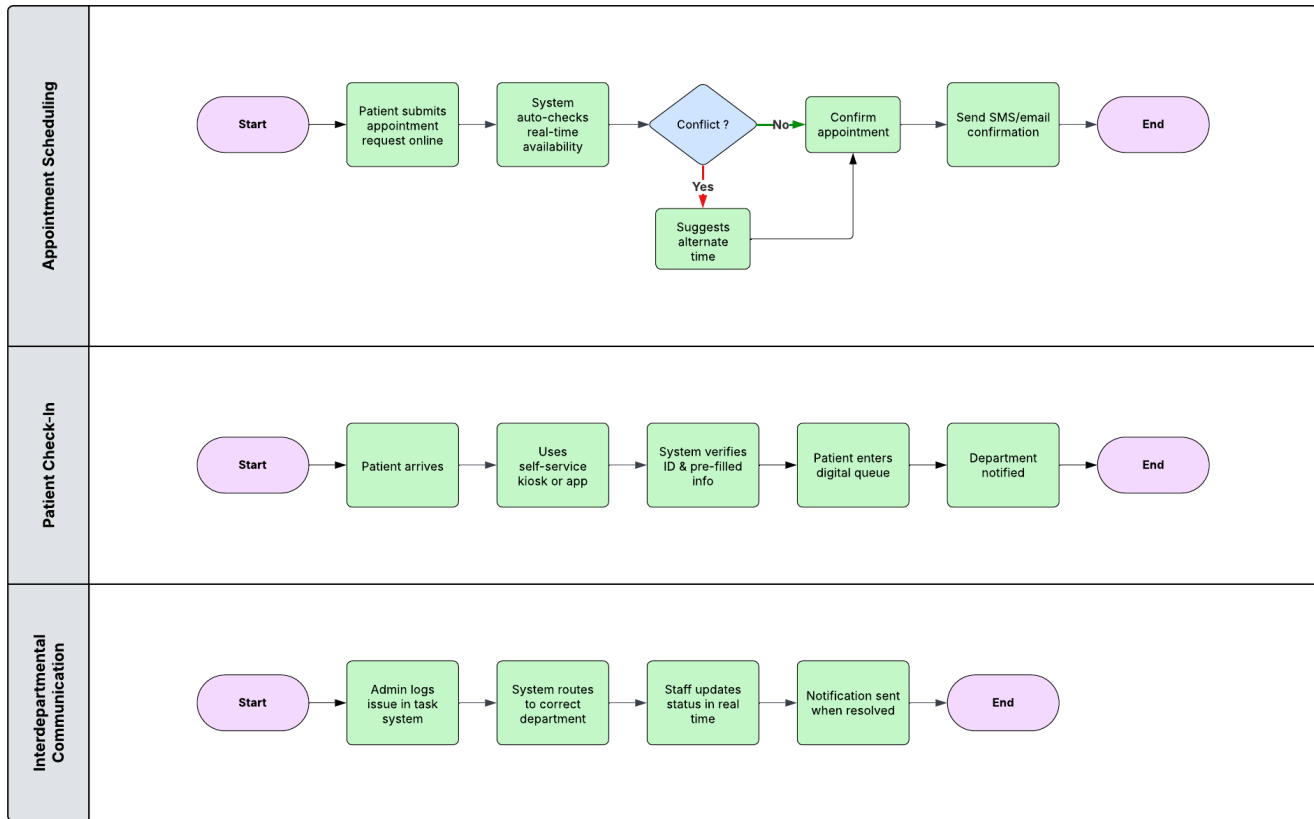 Appointment Scheduling
Start
Patient submits
appointment
request online
System
auto-checks
real-time
availability
Conflict ?
No
Confirm
appointment
Send SMS/email
confirmation
End
Yes
Suggests
alternate
time
Patient Check-In
Start
Patient arrives
Uses
self-service
kiosk or app
System verifies
ID & pre-filled
info
Patient enters
digital queue
Department
notified
End
Interdepartmental
Communication
Start
Admin logs
issue in task
system
System routes
to correct
department
Staff updates
status in real
time
Notification sent
when resolved
End